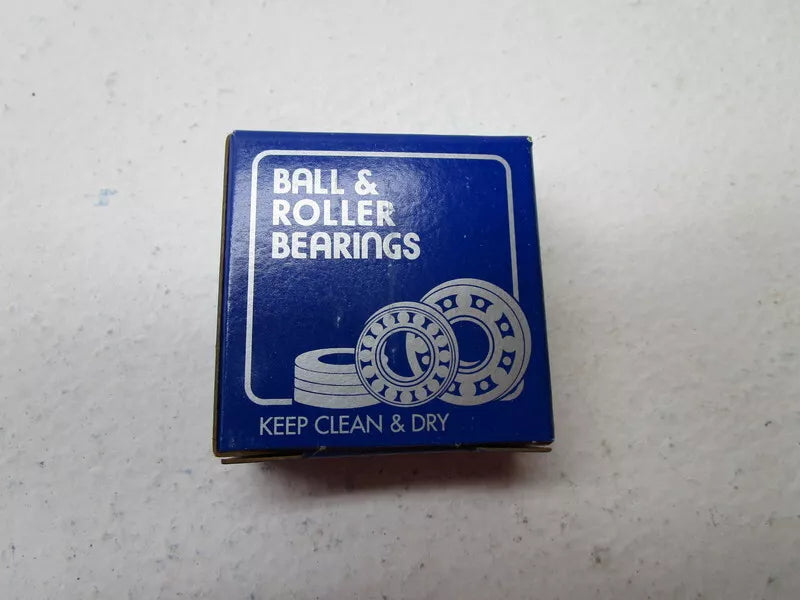 BALL &
ROLLER
BEARINGS
KEEP CLEAN & DRY